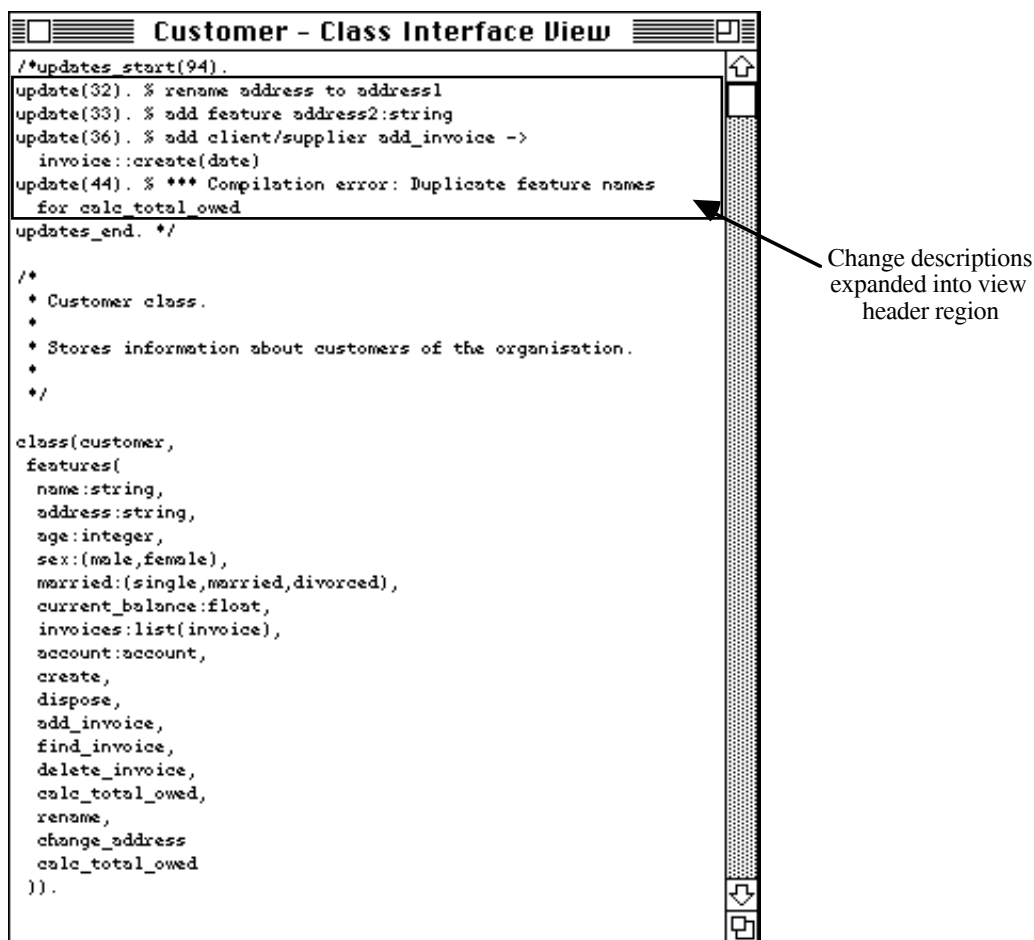 Customer - Class Interface View
/*updates_start(94).
update(32). % rename address to address1
update(33). % add feature address2:string
update(36). % add client/supplier add_invoice ->
invoice::create(date)
update(44). % *** Compilation error: Duplicate feature names
for calc_total_owed
updates_end. */
Change descriptions
expanded into view
header region
/*
* Customer class.
*
* Stores information about customers of the organisation.
*
*/
class(customer,
features(
name:string,
address:string,
age:integer,
sex:(male,female),
married:(single,married,divorced),
current_balance:float,
invoices:list(invoice),
account:account,
create,
dispose,
add_invoice,
find_invoice,
delete_invoice,
calc_total_owed,
rename,
change_address
calc_total_owed
)).